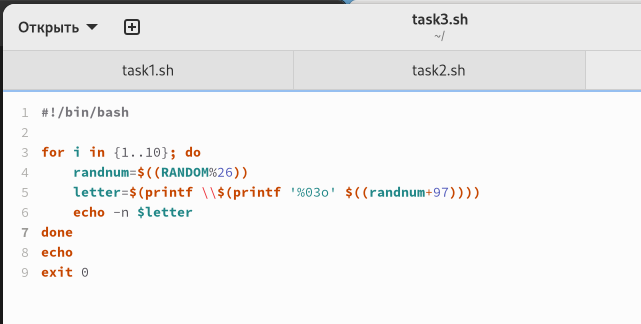 Открыть
task3.sh
~/
task1.sh
task2.sh
1 #!/bin/bash
2
3 for i in {1..10}; do
4     randnum=$((RANDOM%26))
5     letter=$(printf \\$(printf '%03o' $((randnum+97))))
6     echo -n $letter
7 done
8 echo
9 exit 0